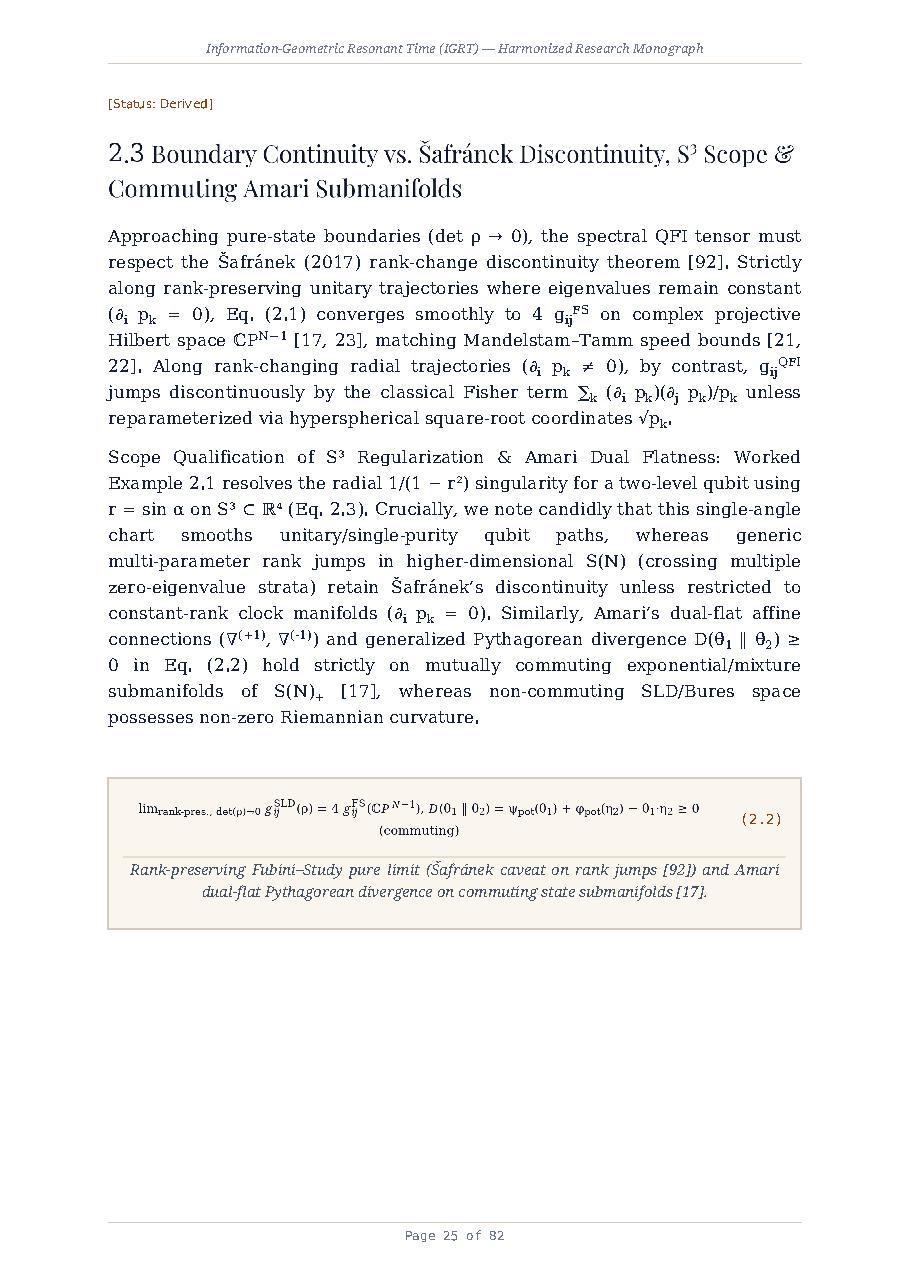 Information-Geometric Resonant Time (IGRT) — Harmonized Research Monograph
[Status: Derived]
2.3 Boundary Continuity vs. Šafránek Discontinuity, S³ Scope &
Commuting Amari Submanifolds
Approaching pure-state boundaries (det ρ → 0), the spectral QFI tensor must
respect the Šafránek (2017) rank-change discontinuity theorem [92]. Strictly
along rank-preserving unitary trajectories where eigenvalues remain constant
(∂ᵢ pₖ = 0), Eq. (2.1) converges smoothly to 4 gᵢⱼ^FS on complex projective
Hilbert space ℂP^N−1 [17, 23], matching Mandelstam–Tamm speed bounds [21,
22]. Along rank-changing radial trajectories (∂ᵢ pₖ ≠ 0), by contrast, gᵢⱼ^QFI
jumps discontinuously by the classical Fisher term ∑ₖ (∂ᵢ pₖ)(∂ⱼ pₖ)/pₖ unless
reparameterized via hyperspherical square-root coordinates √pₖ.
Scope Qualification of S³ Regularization & Amari Dual Flatness: Worked
Example 2.1 resolves the radial 1/(1 − r²) singularity for a two-level qubit using
r = sin α on S³ ⊂ ℝ⁴ (Eq. 2.3). Crucially, we note candidly that this single-angle
chart smooths unitary/single-purity qubit paths, whereas generic
multi-parameter rank jumps in higher-dimensional S(N) (crossing multiple
zero-eigenvalue strata) retain Šafránek’s discontinuity unless restricted to
constant-rank clock manifolds (∂ᵢ pₖ = 0). Similarly, Amari’s dual-flat affine
connections (∇⁽⁺¹⁾, ∇⁽⁻¹⁾) and generalized Pythagorean divergence D(θ₁ ∥ θ₂) ≥
0 in Eq. (2.2) hold strictly on mutually commuting exponential/mixture
submanifolds of S(N)₊ [17], whereas non-commuting SLD/Bures space
possesses non-zero Riemannian curvature.
lim_rank-pres., det(ρ)→0 gᵢⱼ^SLD(ρ) = 4 gᵢⱼ^FS(ℂP^N−1), D(θ₁ ∥ θ₂) = ψ_pot(θ₁) + φ_pot(η₂) − θ₁·η₂ ≥ 0
(commuting)
(2.2)
Rank-preserving Fubini–Study pure limit (Šafránek caveat on rank jumps [92]) and Amari
dual-flat Pythagorean divergence on commuting state submanifolds [17].
Page 25 of 82